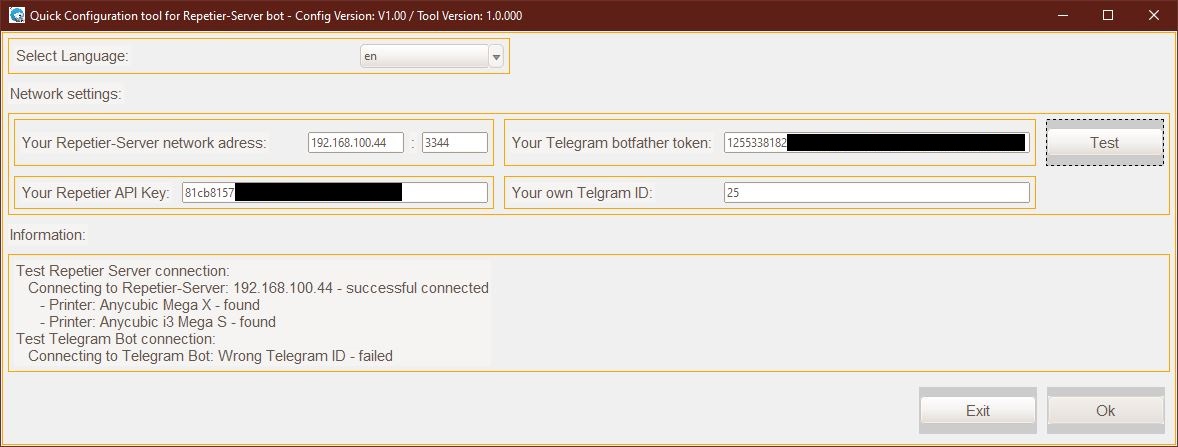 Quick Configuration tool for Repetier-Server bot - Config Version: V1.00 / Tool Version: 1.0.000
Select Language: en
Network settings:
Your Repetier-Server network adress: 192.168.100.44 : 3344 Your Telegram botfather token: 1255338182 Test
Your Repetier API Key: 81cb8157 Your own Telgram ID: 25
Information:
Test Repetier Server connection:
Connecting to Repetier-Server: 192.168.100.44 - successful connected
- Printer: Anycubic Mega X - found
- Printer: Anycubic i3 Mega S - found
Test Telegram Bot connection:
Connecting to Telegram Bot: Wrong Telegram ID - failed
Exit Ok